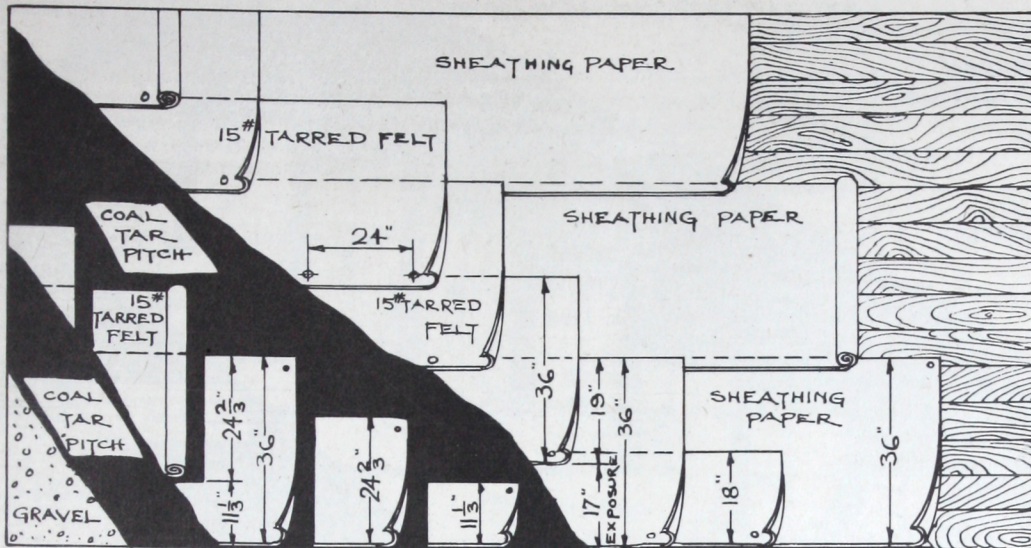 SHEATHING PAPER
15# TARRED FELT
COAL
TAR
PITCH
SHEATHING PAPER
24"
15#
TARRED
FELT
15# TARRED
FELT
COAL
TAR
PITCH
SHEATHING
PAPER
GRAVEL
24 2/3"
11 1/3"
36"
24 2/3"
11 1/3"
36"
19"
17"
EXPOSURE
36"
18"
36"